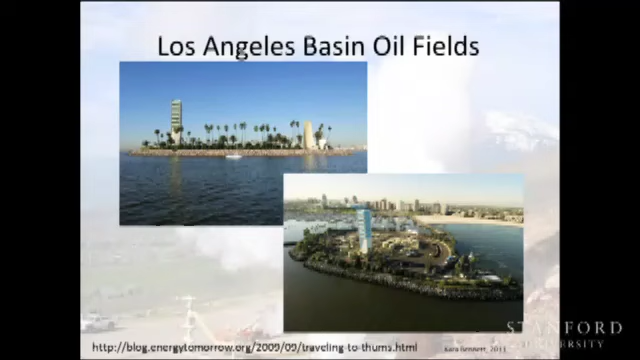 Los Angeles Basin Oil Fields
http://blog.energytomorrow.org/2009/09/traveling-to-thums.html
STANFORD
UNIVERSITY